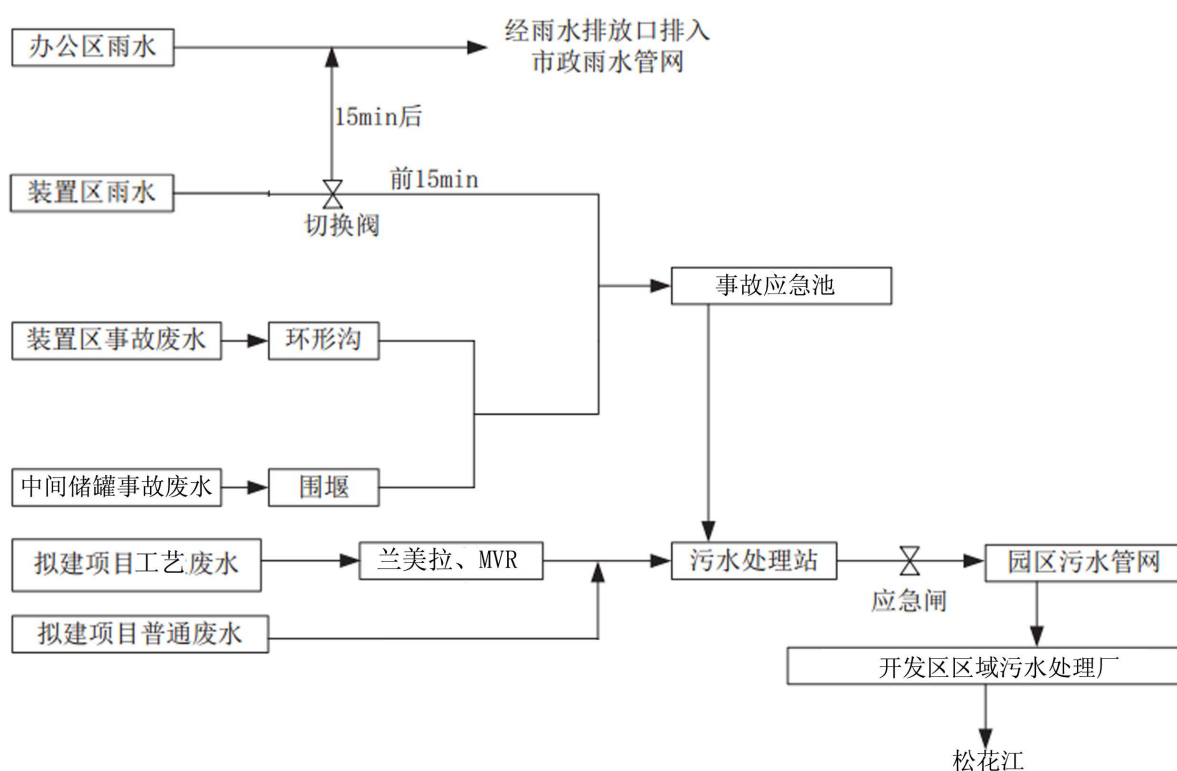 办公区雨水
经雨水排放口排入
市政雨水管网
15min后
装置区雨水
前15min
切换阀
事故应急池
装置区事故废水
环形沟
中间储罐事故废水
围堰
拟建项目工艺废水
兰美拉、MVR
污水处理站
园区污水管网
应急闸
拟建项目普通废水
开发区区域污水处理厂
松花江